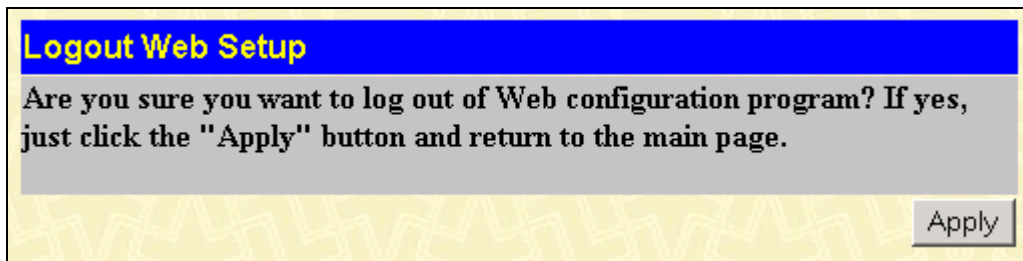 Logout Web Setup
Are you sure you want to log out of Web configuration program? If yes,
just click the "Apply" button and return to the main page.
Apply